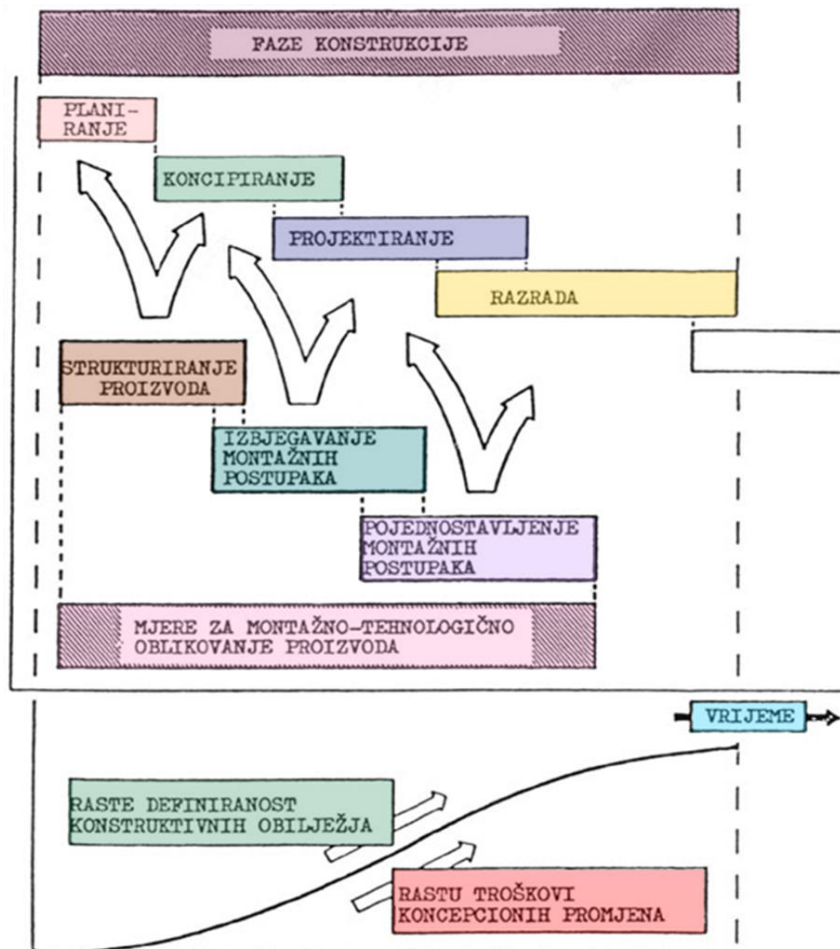 FAZE KONSTRUKCIJE
PLANI-
RANJE
KONCIPIRANJE
PROJEKTIRANJE
RAZRADA
STRUKTURIRANJE
PROIZVODA
IZBJEGAVANJE
MONTAŽNIH
POSTUPAKA
POJEDNOSTAVLJENJE
MONTAŽNIH
POSTUPAKA
MJERE ZA MONTAŽNO-TEHNOLOGIČNO
OBLIKOVANJE PROIZVODA
VRIJEME
RASTE DEFINIRANOST
KONSTRUKTIVNIH OBILJEŽJA
RASTU TROŠKOVI
KONCEPCIONIH PROMJENA